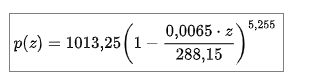 p(z) = 1013,25 (1 − 0,0065 · z / 288,15)^5,255